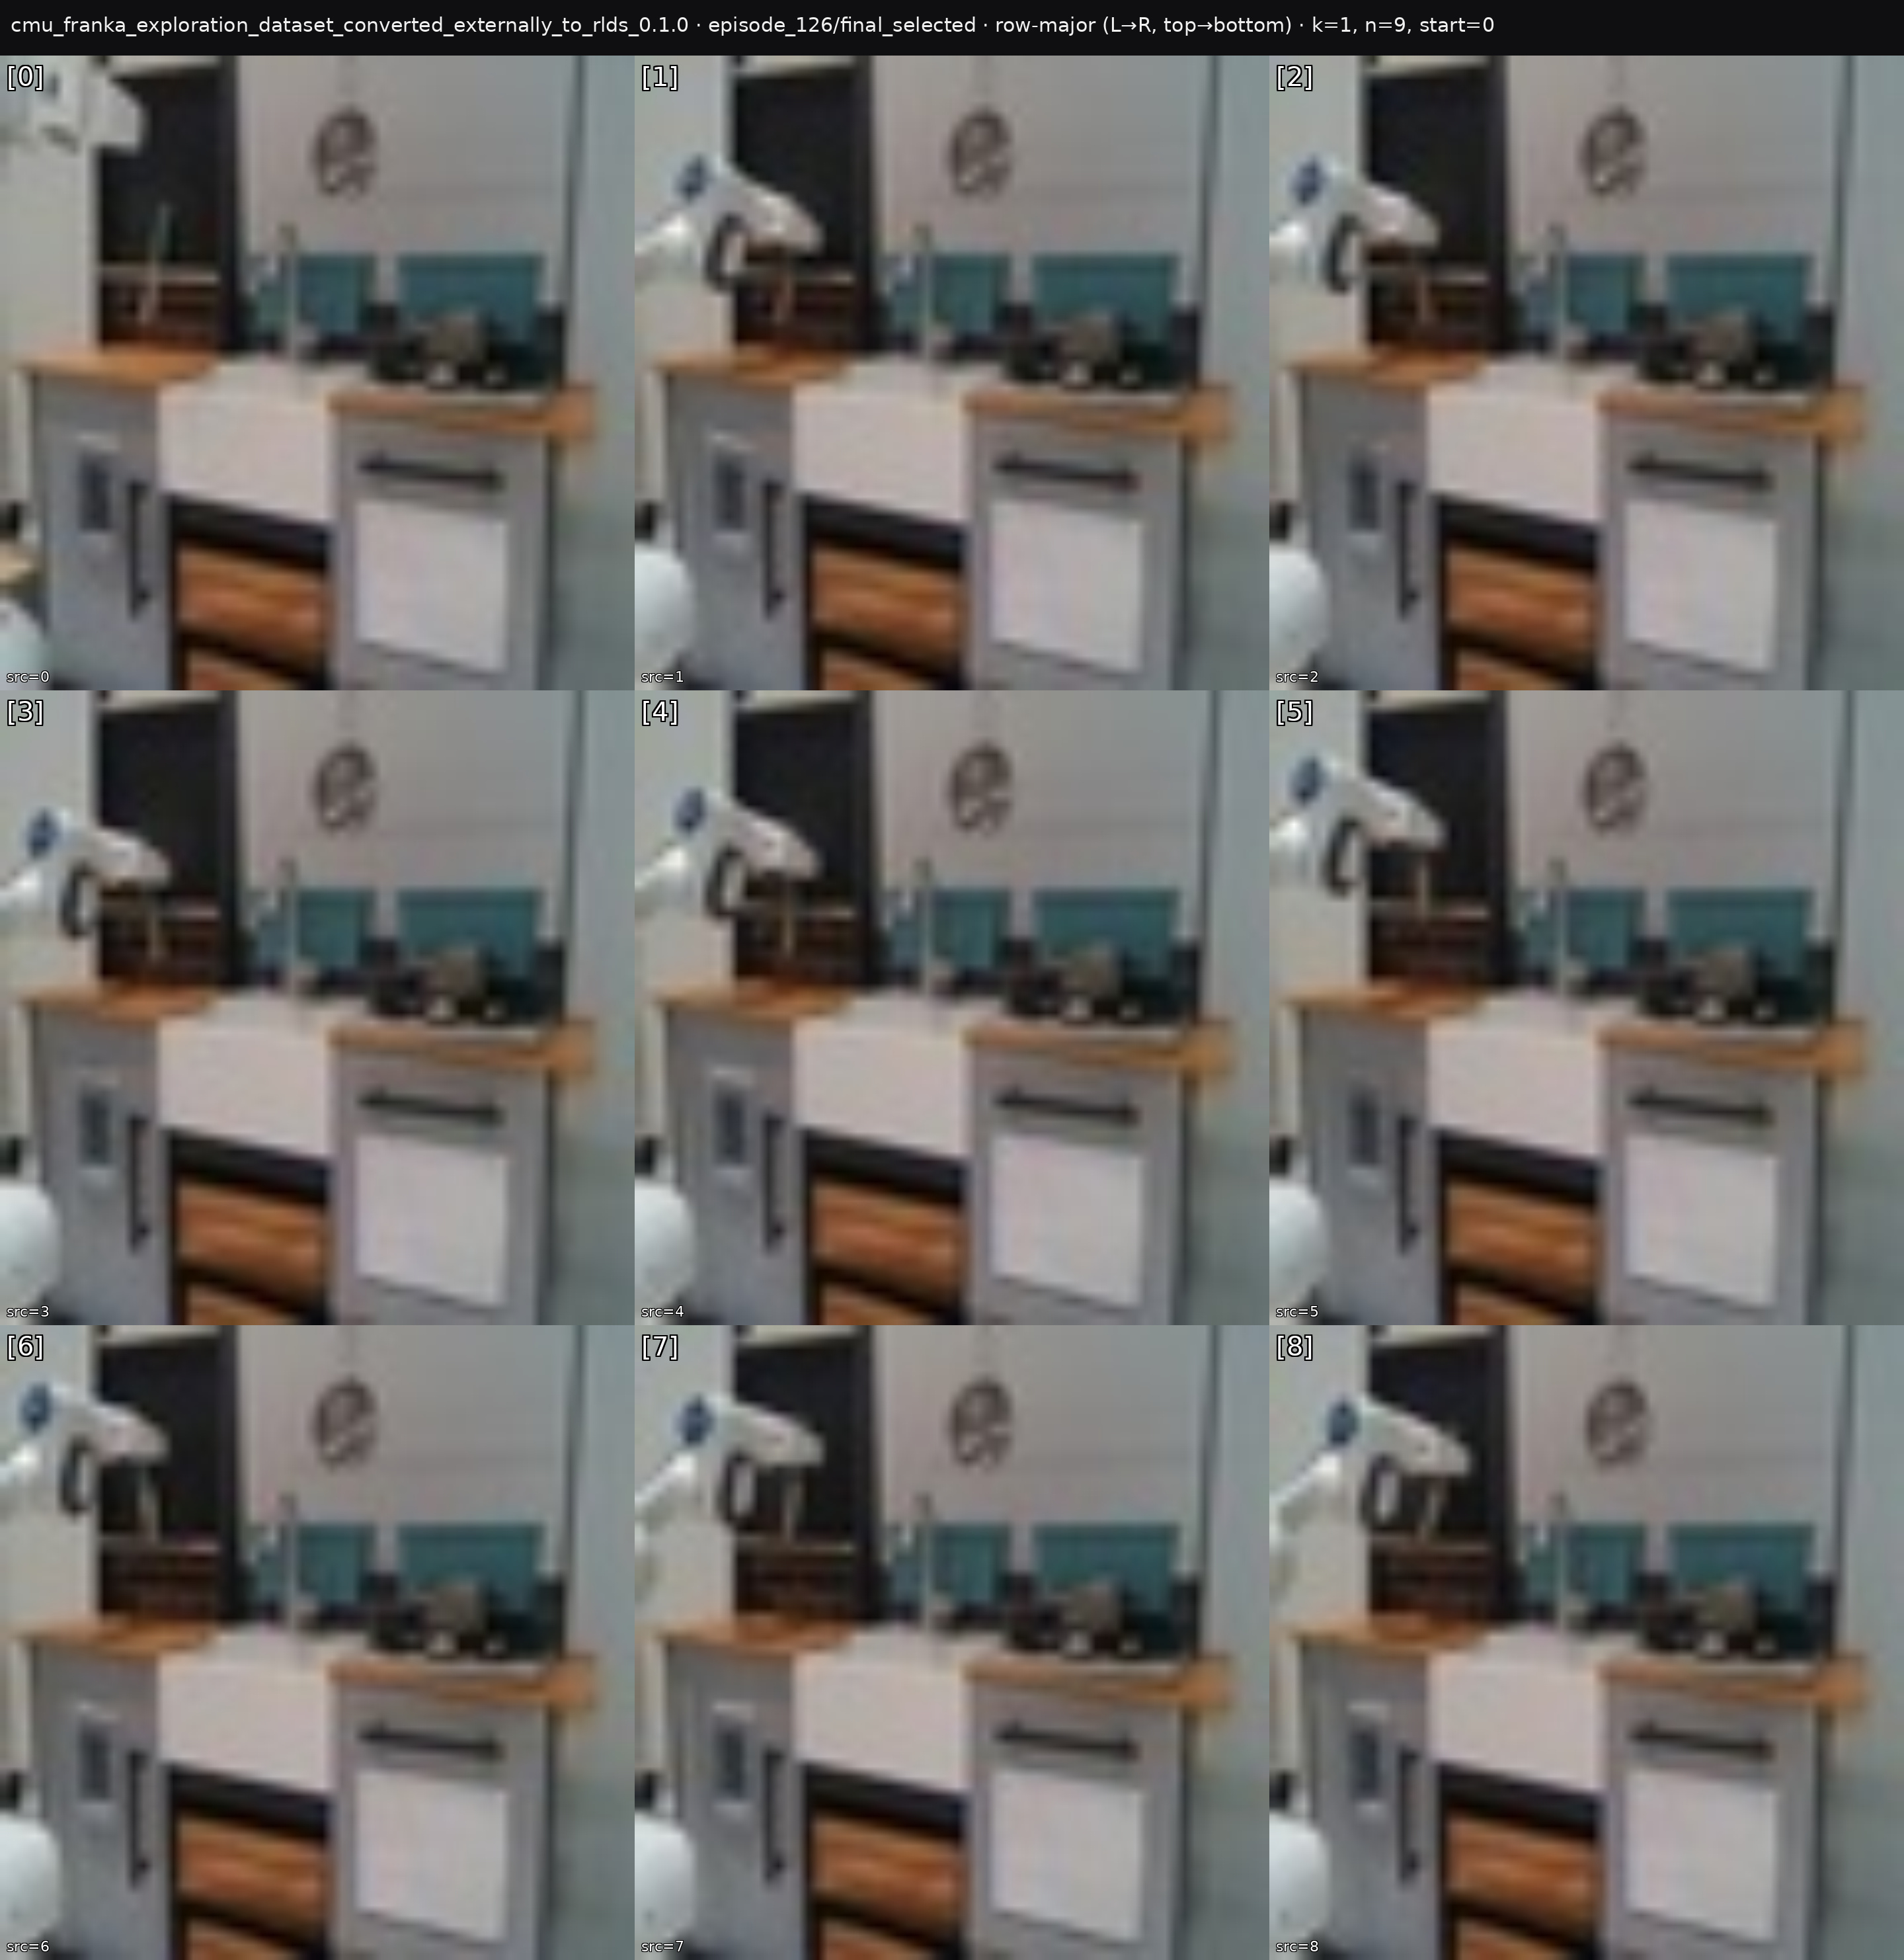 cmu_franka_exploration_dataset_converted_externally_to_rlds_0.1.0 · episode_126/final_selected · row-major (L→R, top→bottom) · k=1, n=9, start=0
[0]
[1]
[2]
src=0
src=1
src=2
[3]
[4]
[5]
src=3
src=4
src=5
[6]
[7]
[8]
src=6
src=7
src=8